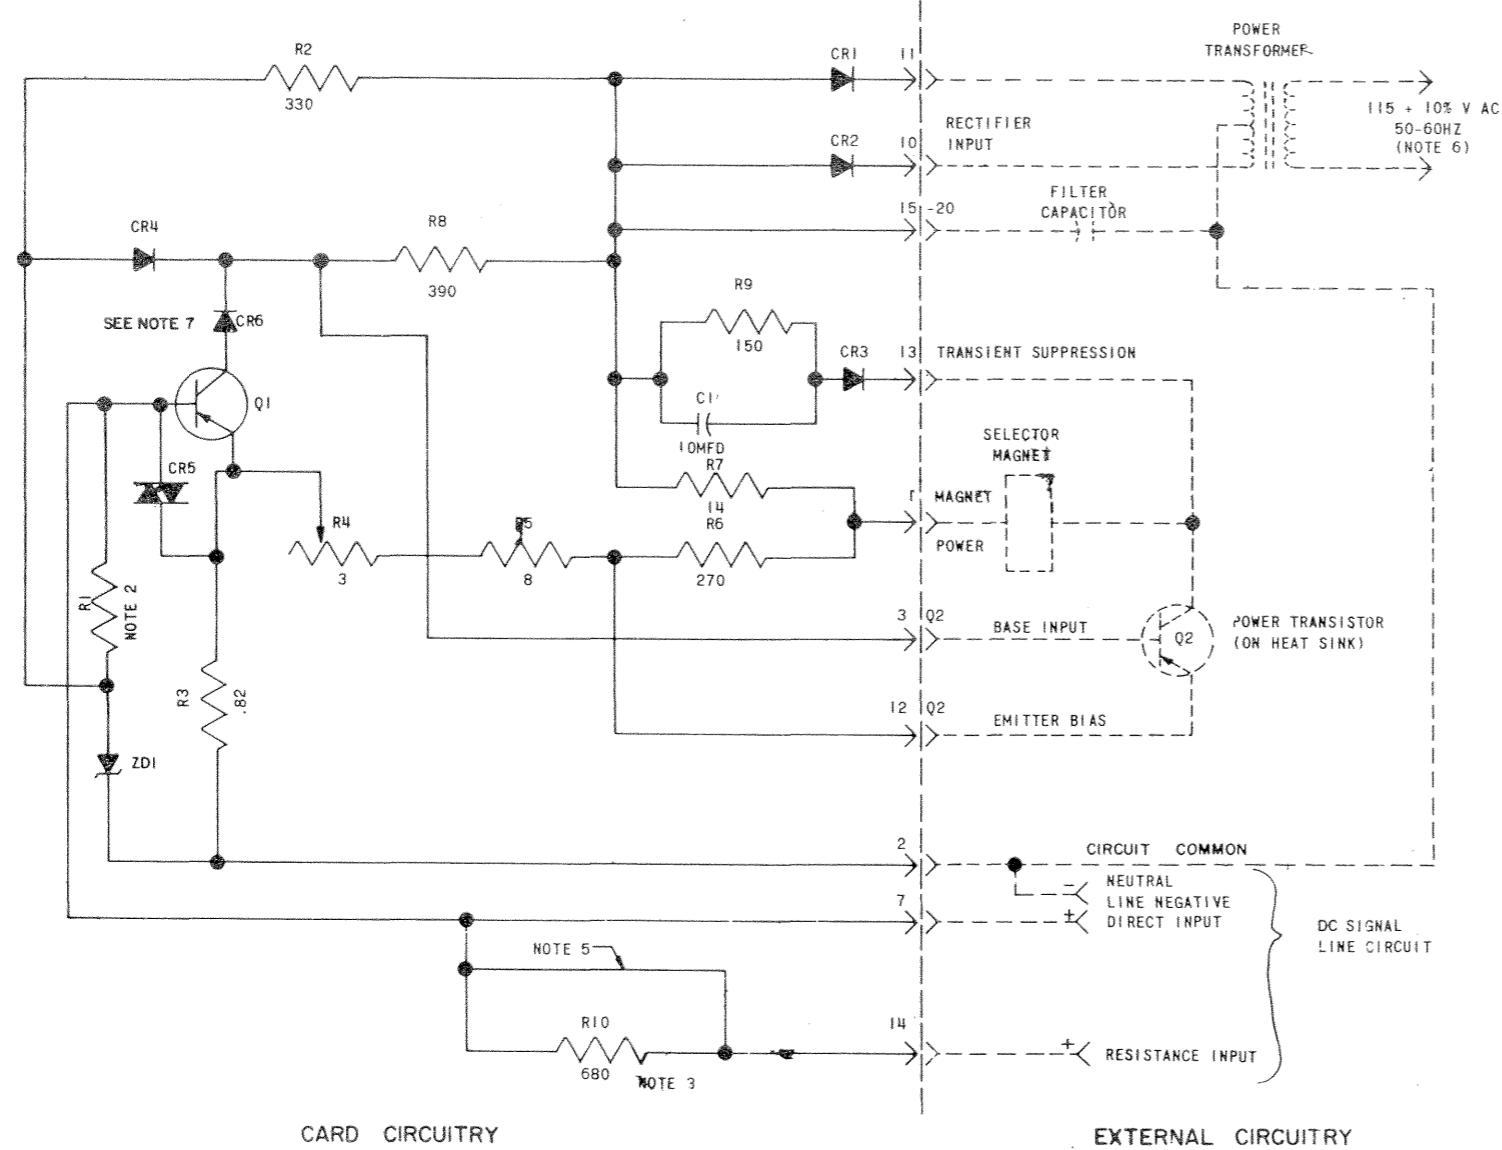 POWER
TRANSFORMER
R2
330
CR1
11
115 + 10% V AC
50-60HZ
(NOTE 6)
RECTIFIER
INPUT
CR2
10
FILTER
CAPACITOR
15 -20
CR4
R8
390
R9
150
SEE NOTE 7
CR6
CR3
13
TRANSIENT SUPPRESSION
Q1
C1
10MFD
SELECTOR
MAGNET
R7
14
CR5
MAGNET
POWER
R4
3
R5
8
R6
270
R1
NOTE 2
3
Q2
BASE INPUT
Q2
POWER TRANSISTOR
(ON HEAT SINK)
R3
.82
12
Q2
EMITTER BIAS
ZD1
2
CIRCUIT COMMON
-
NEUTRAL
LINE NEGATIVE
7
+
DIRECT INPUT
DC SIGNAL
LINE CIRCUIT
NOTE 5
R10
680
NOTE 3
14
+
RESISTANCE INPUT
CARD CIRCUITRY
EXTERNAL CIRCUITRY